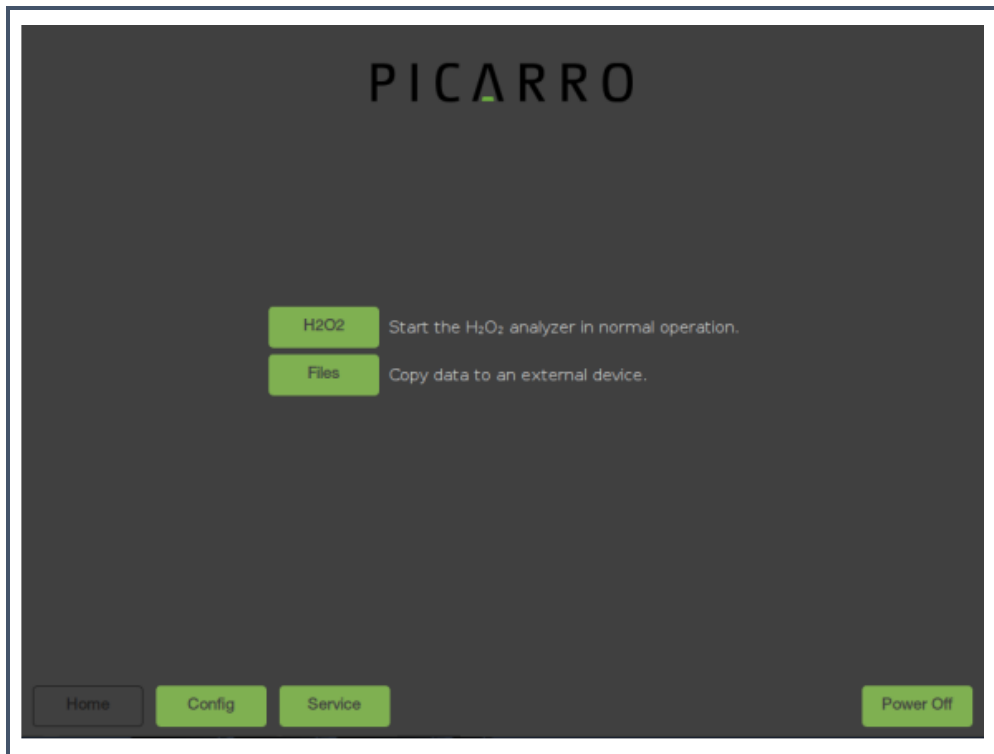 PICARRO
H2O2 Start the H₂O₂ analyzer in normal operation.
Files Copy data to an external device.
Home Config Service Power Off